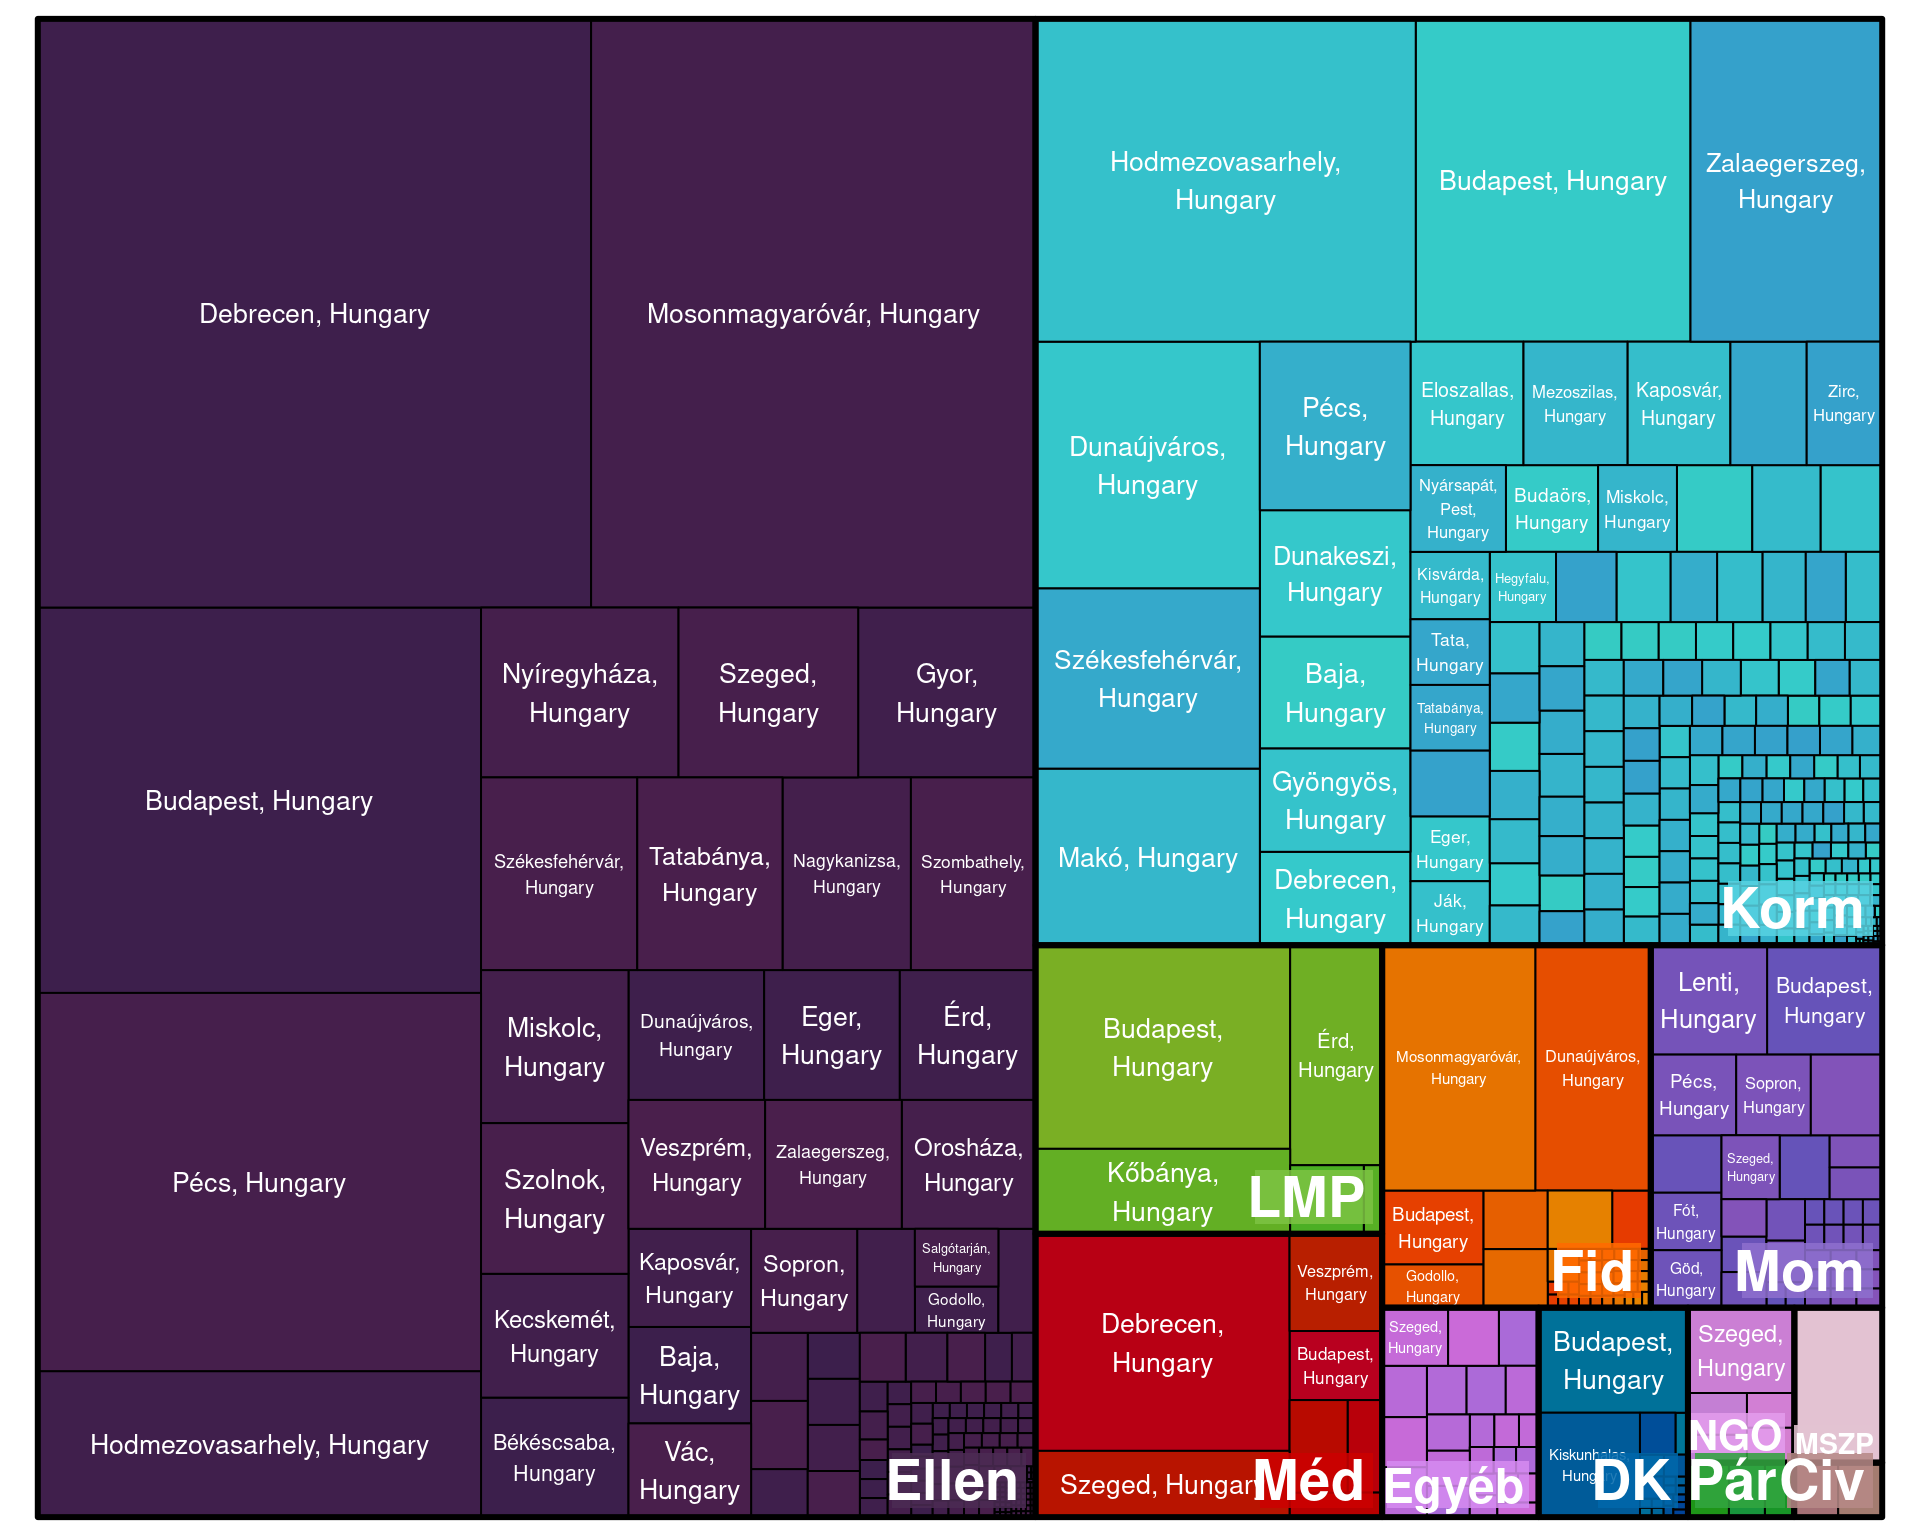 Debrecen, Hungary
Mosonmagyaróvár, Hungary
Budapest, Hungary
Nyíregyháza,
Hungary
Szeged,
Hungary
Gyor,
Hungary
Székesfehérvár,
Hungary
Tatabánya,
Hungary
Nagykanizsa,
Hungary
Szombathely,
Hungary
Pécs, Hungary
Miskolc,
Hungary
Dunaújváros,
Hungary
Eger,
Hungary
Érd,
Hungary
Szolnok,
Hungary
Veszprém,
Hungary
Zalaegerszeg,
Hungary
Orosháza,
Hungary
Kecskemét,
Hungary
Kaposvár,
Hungary
Sopron,
Hungary
Salgótarján,
Hungary
Godollo,
Hungary
Baja,
Hungary
Hodmezovasarhely, Hungary
Békéscsaba,
Hungary
Vác,
Hungary
Ellen
Hodmezovasarhely,
Hungary
Budapest, Hungary
Zalaegerszeg,
Hungary
Dunaújváros,
Hungary
Pécs,
Hungary
Eloszallas,
Hungary
Mezoszilas,
Hungary
Kaposvár,
Hungary
Zirc,
Hungary
Nyársapát,
Pest,
Hungary
Budaörs,
Hungary
Miskolc,
Hungary
Dunakeszi,
Hungary
Kisvárda,
Hungary
Hegyfalu,
Hungary
Székesfehérvár,
Hungary
Baja,
Hungary
Tata,
Hungary
Tatabánya,
Hungary
Makó, Hungary
Gyöngyös,
Hungary
Eger,
Hungary
Debrecen,
Hungary
Ják,
Hungary
Korm
Budapest,
Hungary
Érd,
Hungary
Kőbánya,
Hungary
LMP
Mosonmagyaróvár,
Hungary
Dunaújváros,
Hungary
Budapest,
Hungary
Godollo,
Hungary
Fid
Lenti,
Hungary
Budapest,
Hungary
Pécs,
Hungary
Sopron,
Hungary
Szeged,
Hungary
Fót,
Hungary
Göd,
Hungary
Mom
Debrecen,
Hungary
Veszprém,
Hungary
Budapest,
Hungary
Szeged, Hungary
Méd
Szeged,
Hungary
Egyéb
Budapest,
Hungary
Kiskunhalas,
Hungary
DK
Szeged,
Hungary
NGO
MSZP
Pár
Civ